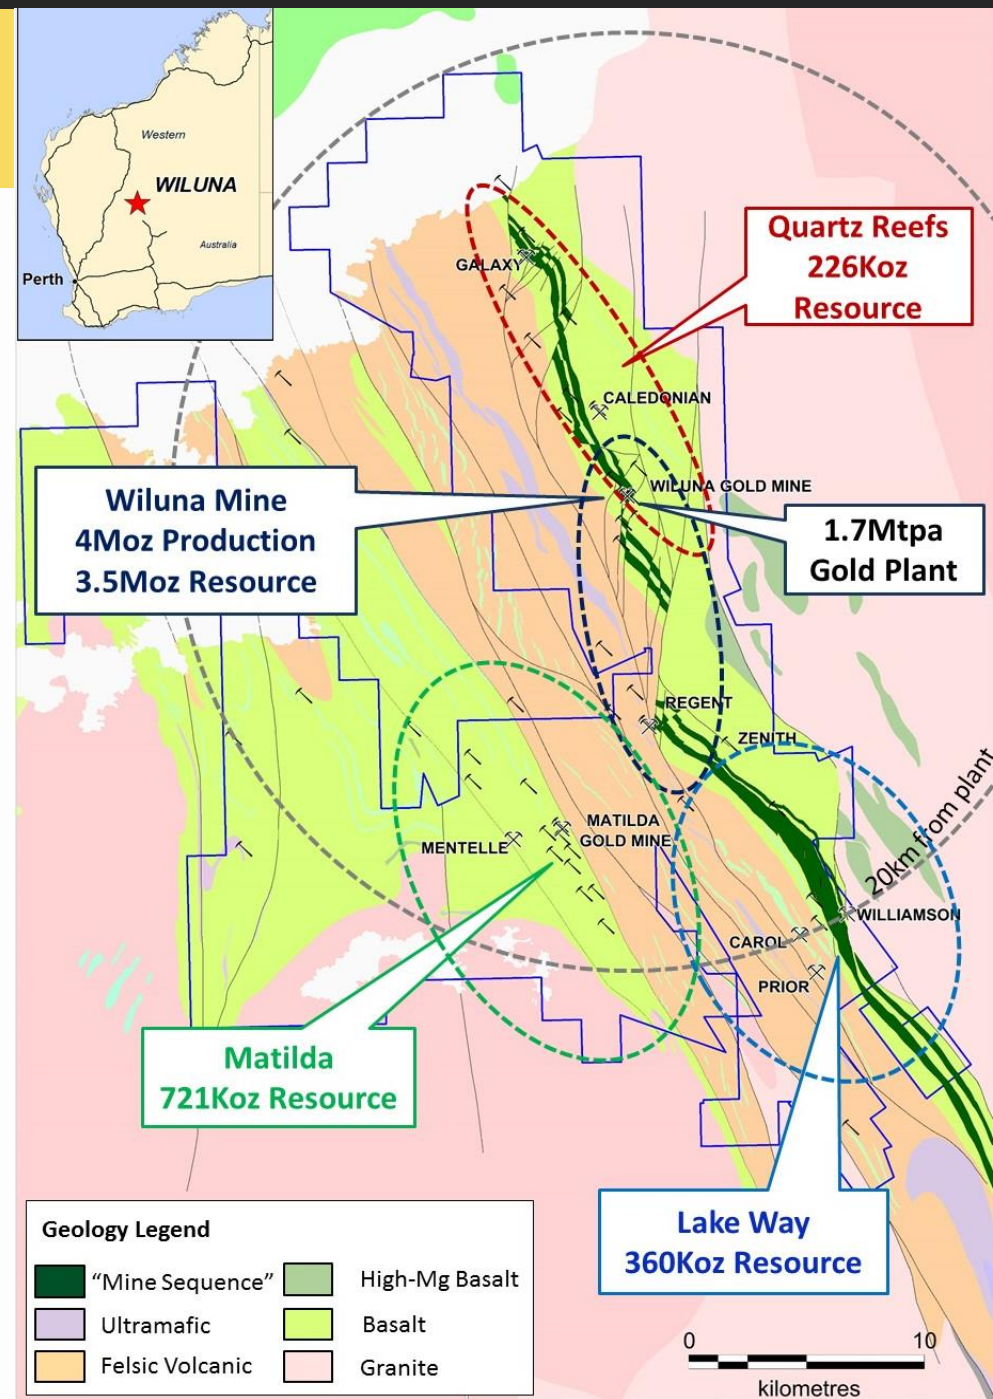 Western
WILUNA
Australia
Perth
Quartz Reefs
226Koz
Resource
GALAXY
CALEDONIAN
WILUNA GOLD MINE
Wiluna Mine
4Moz Production
3.5Moz Resource
1.7Mtpa
Gold Plant
REGENT
ZENITH
MATILDA
GOLD MINE
MENTELLE
20km from plant
WILLIAMSON
CAROL
PRIOR
Matilda
721Koz Resource
Lake Way
360Koz Resource
Geology Legend
“Mine Sequence”
High-Mg Basalt
Ultramafic
Basalt
Felsic Volcanic
Granite
0 10
kilometres